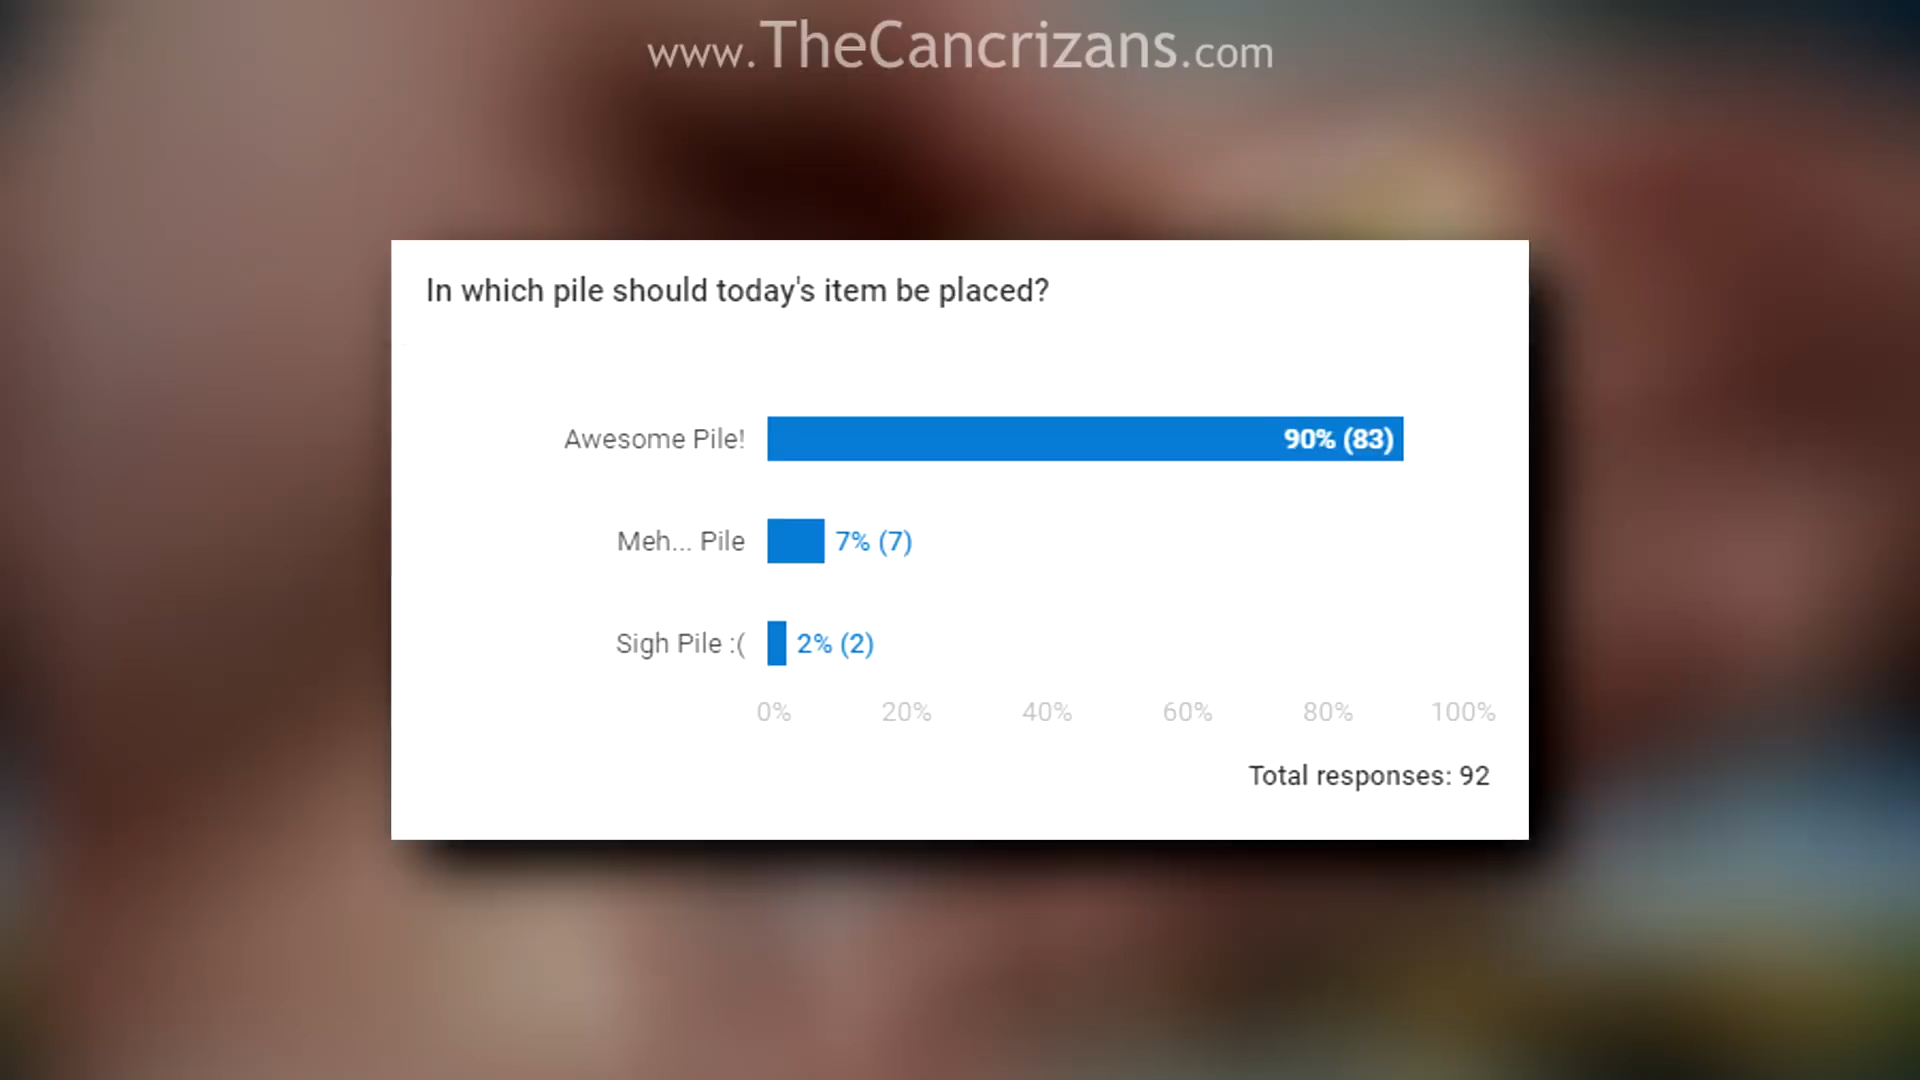 www.TheCancrizans.com
In which pile should today's item be placed?
Awesome Pile! 90% (83)
Meh... Pile 7% (7)
Sigh Pile :( 2% (2)
0% 20% 40% 60% 80% 100%
Total responses: 92